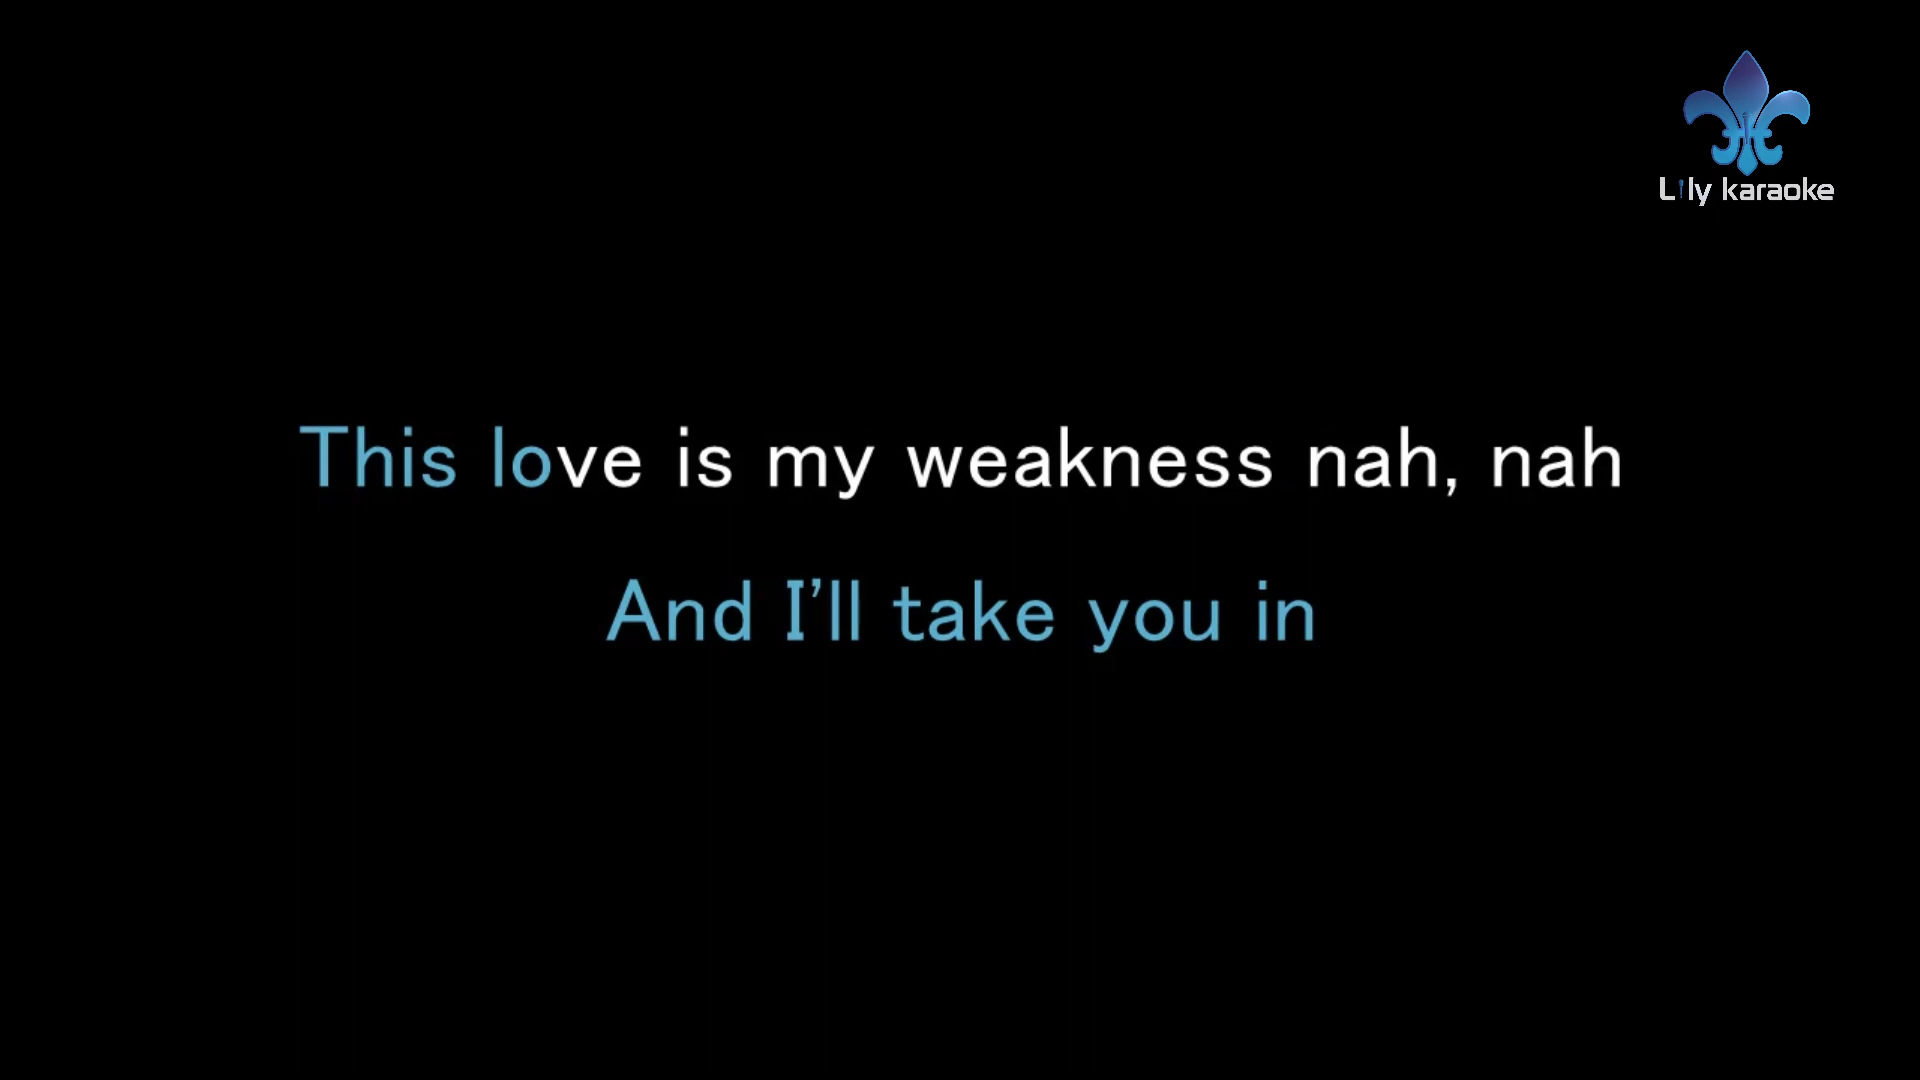 Lily karaoke
This love is my weakness nah, nah
And I’ll take you in